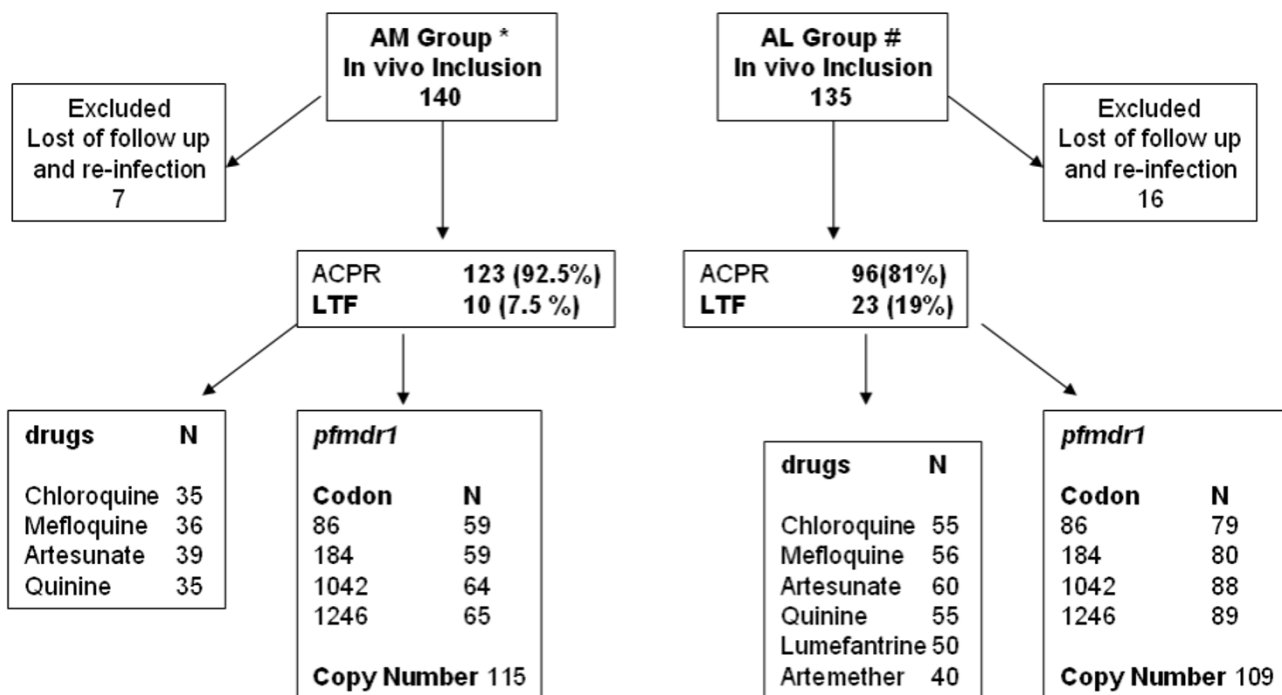 AM Group *
In vivo Inclusion
140
Excluded
Lost of follow up
and re-infection
7
ACPR 123 (92.5%)
LTF 10 (7.5 %)
drugs N
Chloroquine 35
Mefloquine 36
Artesunate 39
Quinine 35
pfmdr1
Codon N
86 59
184 59
1042 64
1246 65
Copy Number 115
AL Group #
In vivo Inclusion
135
Excluded
Lost of follow up
and re-infection
16
ACPR 96(81%)
LTF 23 (19%)
drugs N
Chloroquine 55
Mefloquine 56
Artesunate 60
Quinine 55
Lumefantrine 50
Artemether 40
pfmdr1
Codon N
86 79
184 80
1042 88
1246 89
Copy Number 109